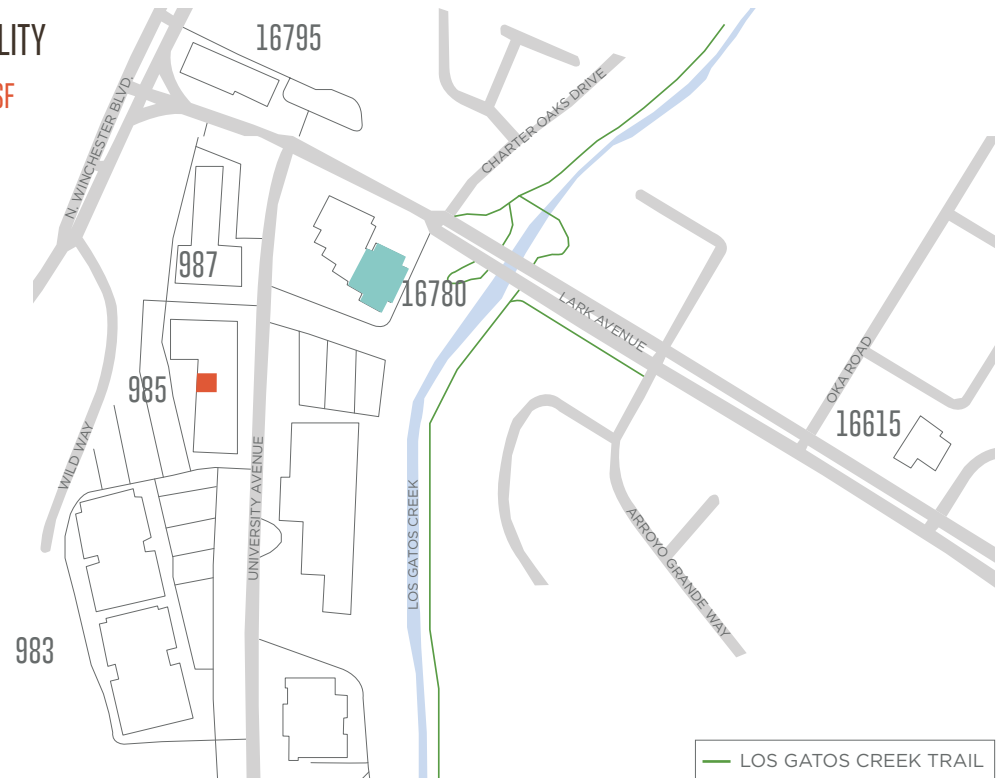 LITY
SF
16795
N. WINCHESTER BLVD.
CHARTER OAKS DRIVE
987
16780
LARK AVENUE
985
OKA ROAD
16615
WILD WAY
UNIVERSITY AVENUE
LOS GATOS CREEK
ARROYO GRANDE WAY
983
LOS GATOS CREEK TRAIL